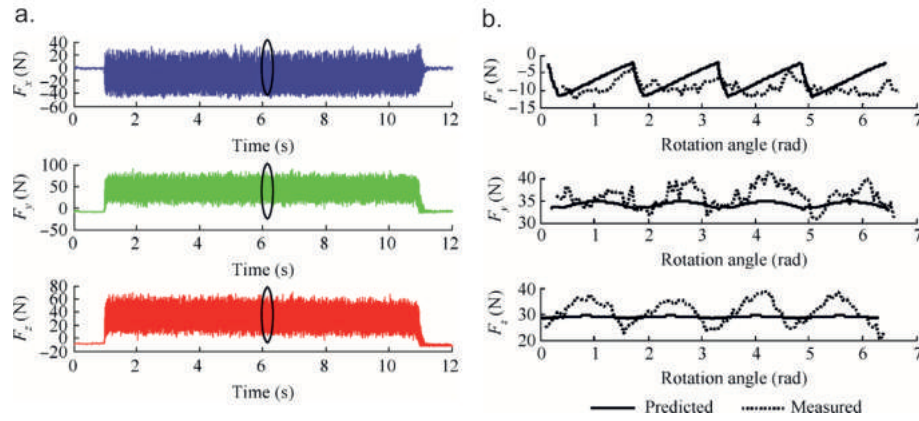 a.
40
20
0
−20
−40
−60
F_x (N)
0 2 4 6 8 10 12
Time (s)
100
50
0
−50
F_y (N)
0 2 4 6 8 10 12
Time (s)
80
60
40
20
0
−20
F_z (N)
0 2 4 6 8 10 12
Time (s)
b.
0
−5
−10
−15
F_x (N)
0 1 2 3 4 5 6 7
Rotation angle (rad)
40
35
30
F_y (N)
0 1 2 3 4 5 6 7
Rotation angle (rad)
40
30
20
F_z (N)
0 1 2 3 4 5 6 7
Rotation angle (rad)
Predicted Measured